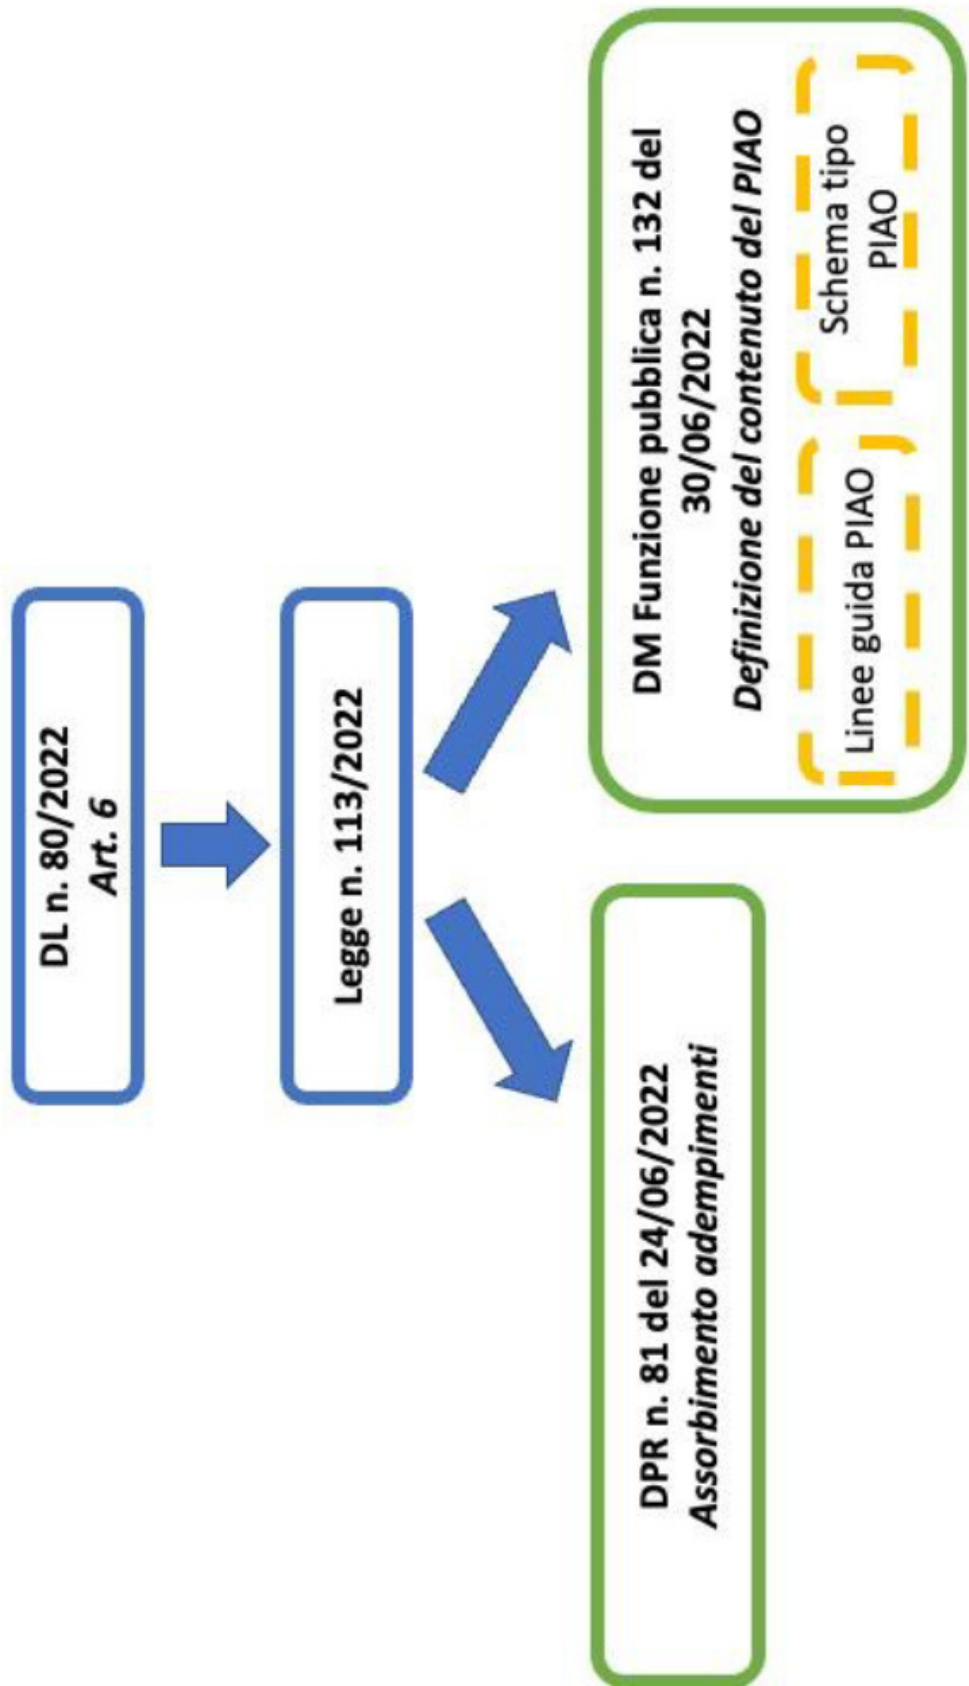 DL n. 80/2022
Art. 6
Legge n. 113/2022
DPR n. 81 del 24/06/2022
Assorbimento adempimenti
DM Funzione pubblica n. 132 del
30/06/2022
Definizione del contenuto del PIAO
Linee guida PIAO
Schema tipo
PIAO